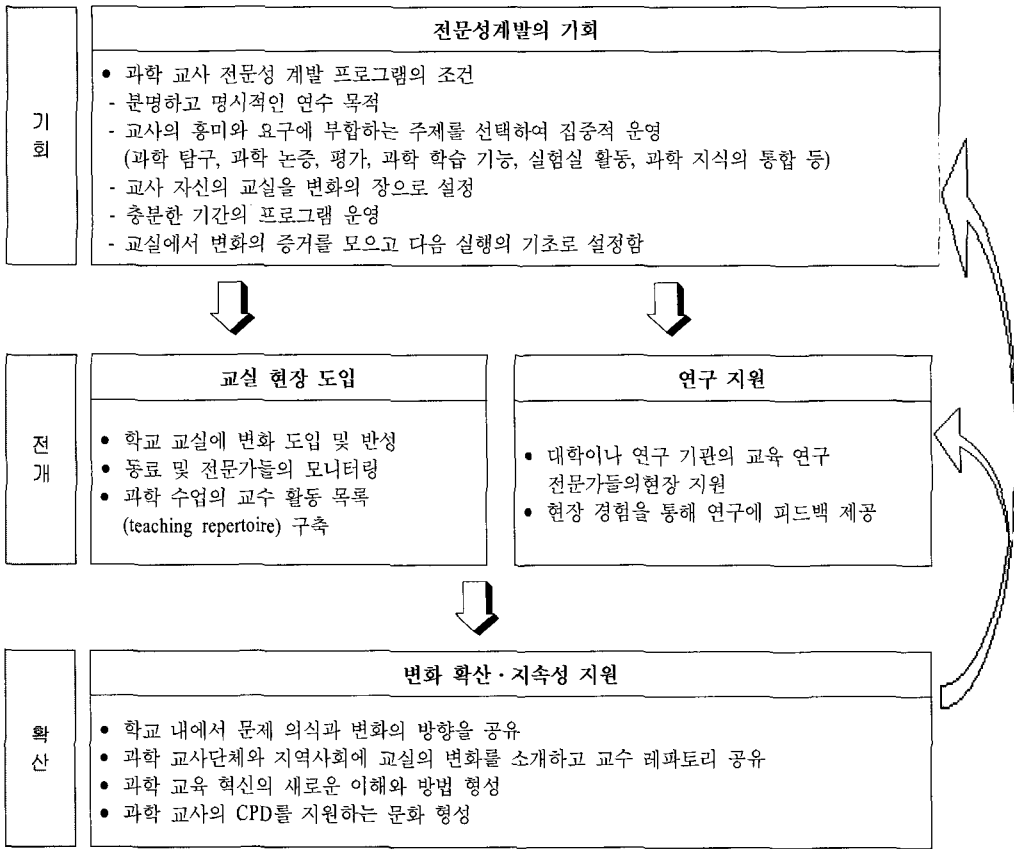 기
회
전문성계발의 기회
• 과학 교사 전문성 계발 프로그램의 조건
- 분명하고 명시적인 연수 목적
- 교사의 흥미와 요구에 부합하는 주제를 선택하여 집중적 운영
(과학 탐구, 과학 논증, 평가, 과학 학습 기능, 실험실 활동, 과학 지식의 통합 등)
- 교사 자신의 교실을 변화의 장으로 설정
- 충분한 기간의 프로그램 운영
- 교실에서 변화의 증거를 모으고 다음 실행의 기초로 설정함
전
개
교실 현장 도입
• 학교 교실에 변화 도입 및 반성
• 동료 및 전문가들의 모니터링
• 과학 수업의 교수 활동 목록
(teaching repertoire) 구축
연구 지원
• 대학이나 연구 기관의 교육 연구
전문가들의현장 지원
• 현장 경험을 통해 연구에 피드백 제공
확
산
변화 확산·지속성 지원
• 학교 내에서 문제 의식과 변화의 방향을 공유
• 과학 교사단체와 지역사회에 교실의 변화를 소개하고 교수 레파토리 공유
• 과학 교육 혁신의 새로운 이해와 방법 형성
• 과학 교사의 CPD를 지원하는 문화 형성